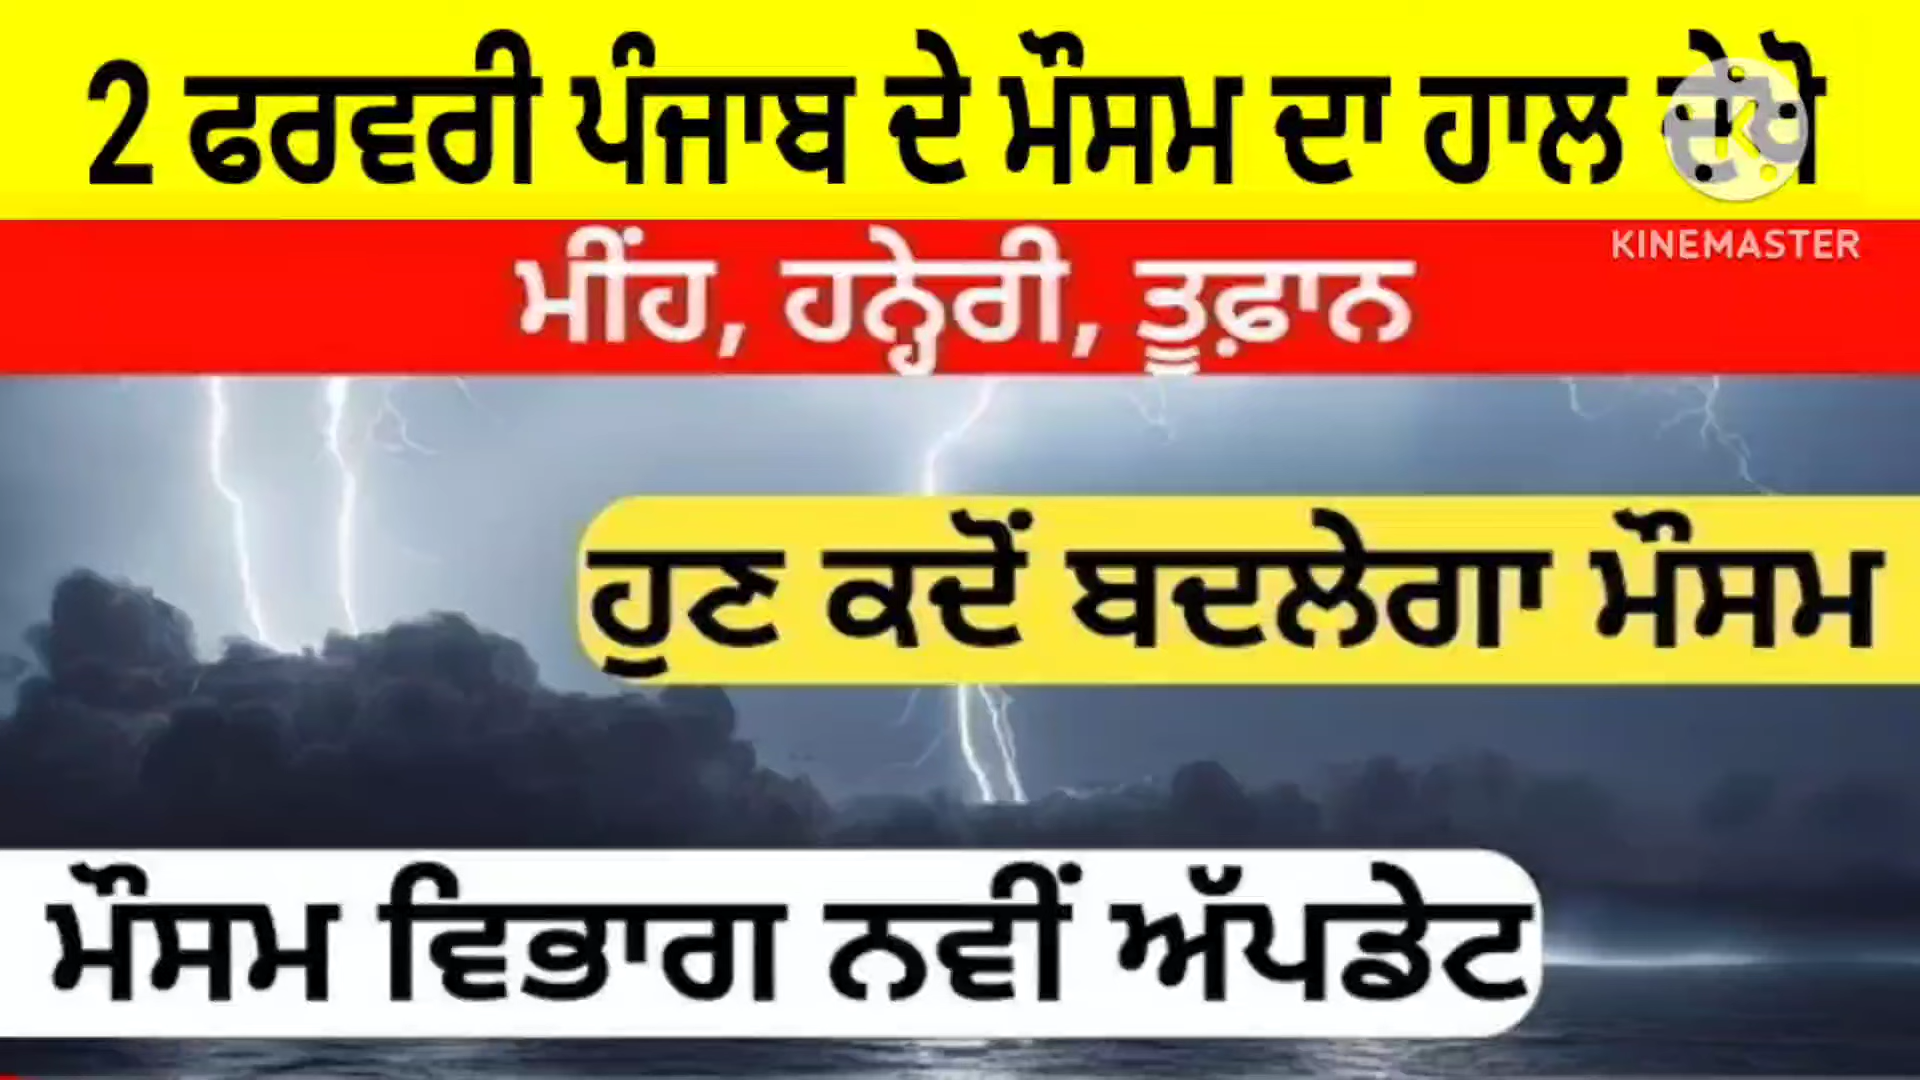 2 ਫਰਵਰੀ ਪੰਜਾਬ ਦੇ ਮੌਸਮ ਦਾ ਹਾਲ
KINEMASTER
ਮੀਂਹ, ਹਨ੍ਹੇਰੀ, ਤੂਫ਼ਾਨ
ਹੁਣ ਕਦੋਂ ਬਦਲੇਗਾ ਮੌਸਮ
ਮੌਸਮ ਵਿਭਾਗ ਨਵੀਂ ਅੱਪਡੇਟ